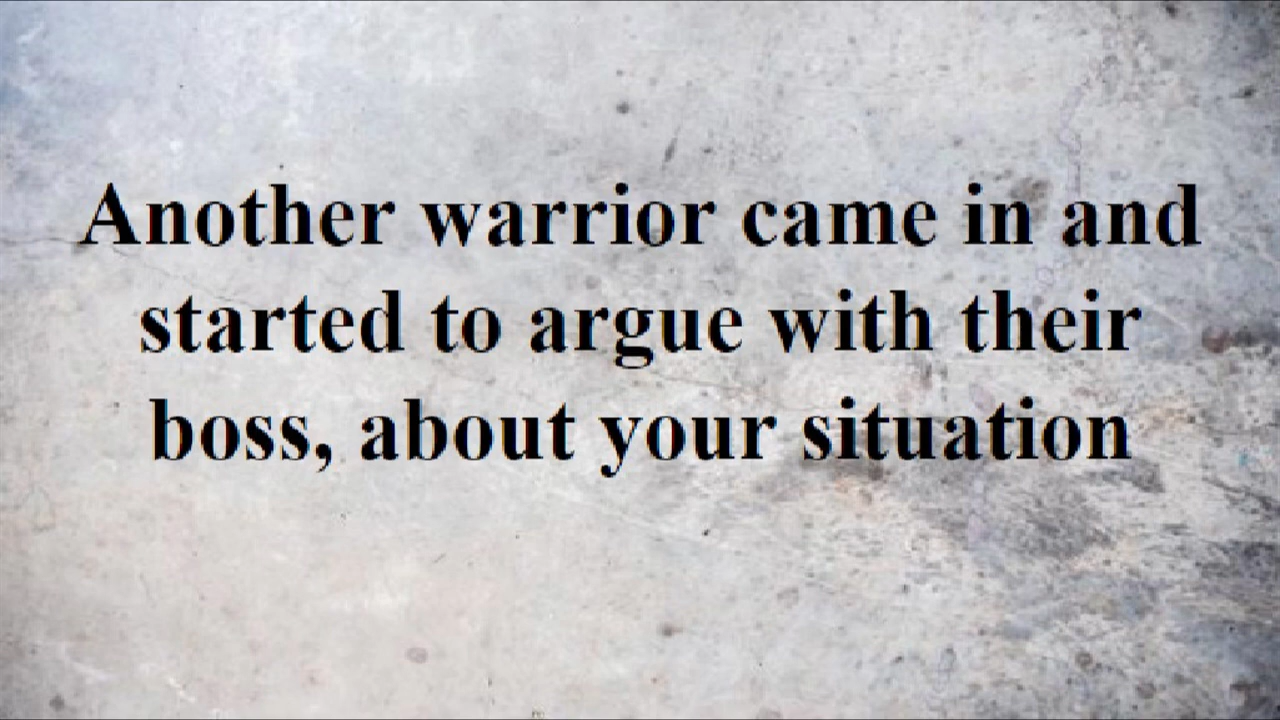 Another warrior came in and
started to argue with their
boss, about your situation